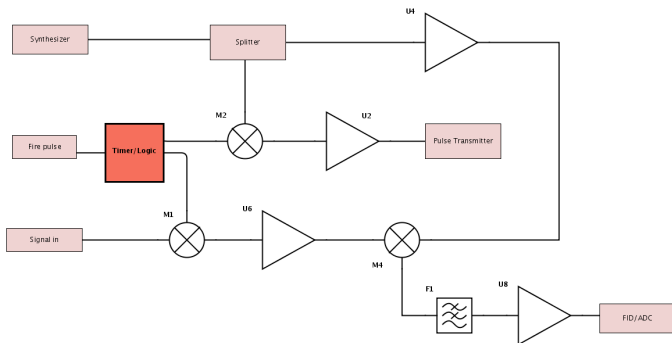 U4
Synthesizer
Splitter
M2
U2
Fire pulse
Timer/Logic
Pulse Transmitter
M1
U6
Signal in
M4
F1
U8
FID/ADC